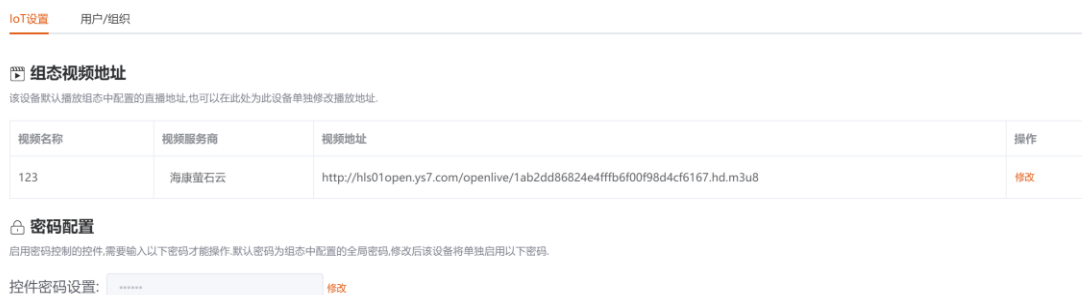 IoT设置 用户/组织
组态视频地址
该设备默认播放组态中配置的直播地址,也可以在此处为此设备单独修改播放地址.
视频名称 视频服务商 视频地址 操作
123 海康萤石云 http://hls01open.ys7.com/openlive/1ab2dd86824e4fffb6f00f98d4cf6167.hd.m3u8 修改
密码配置
启用密码控制的控件,需要输入以下密码才能操作.默认密码为组态中配置的全局密码,修改后该设备将单独启用以下密码.
控件密码设置: ...... 修改